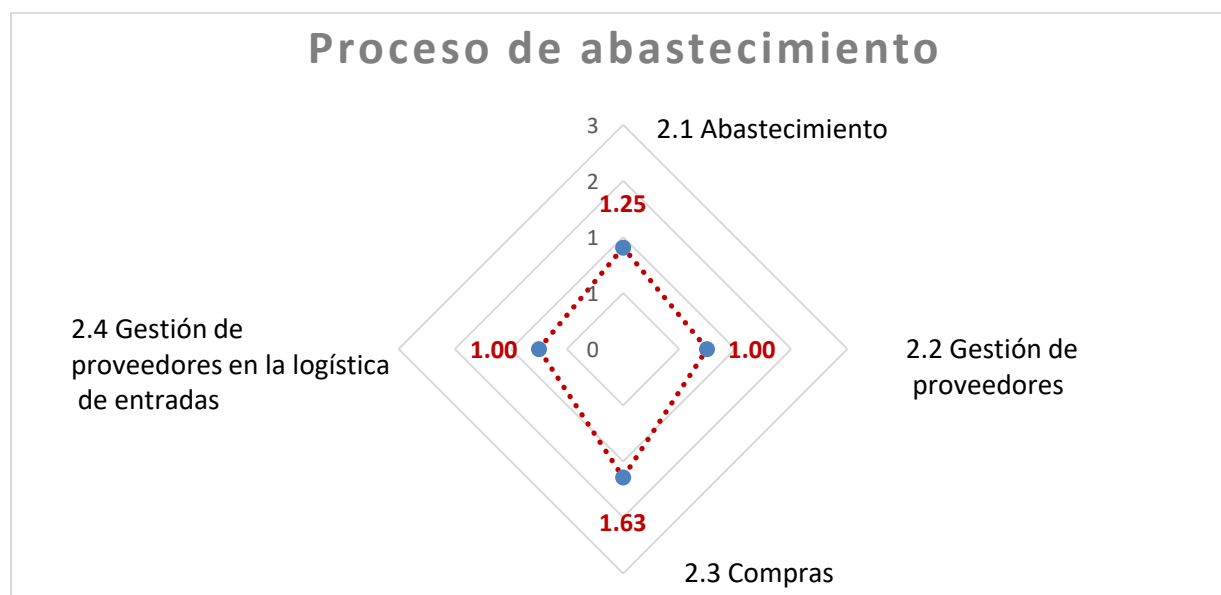 Proceso de abastecimiento
3
2.1 Abastecimiento
2
1.25
1
1
2.4 Gestión de
proveedores en la logística
de entradas
1.00
0
1.00
2.2 Gestión de
proveedores
1.63
2.3 Compras